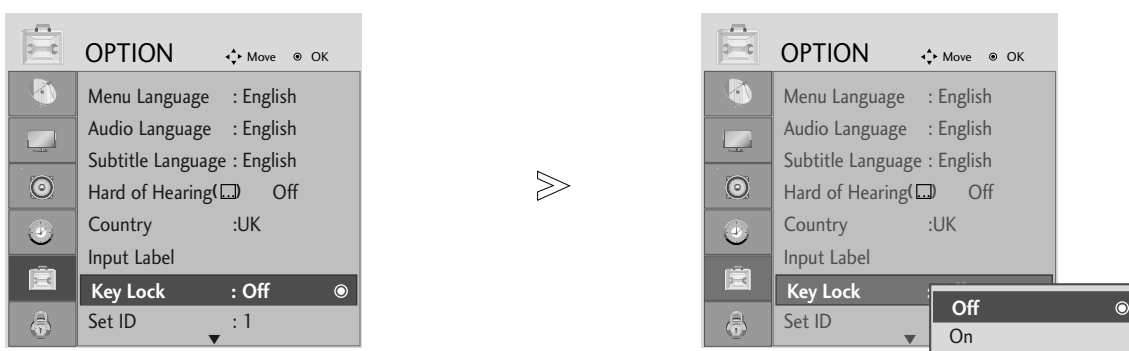 OPTION Move OK
Menu Language : English
Audio Language : English
Subtitle Language : English
Hard of Hearing( ) Off
Country :UK
Input Label
Key Lock : Off
Set ID : 1
OPTION Move OK
Menu Language : English
Audio Language : English
Subtitle Language : English
Hard of Hearing( ) Off
Country :UK
Input Label
Key Lock :
Set ID
Off
On